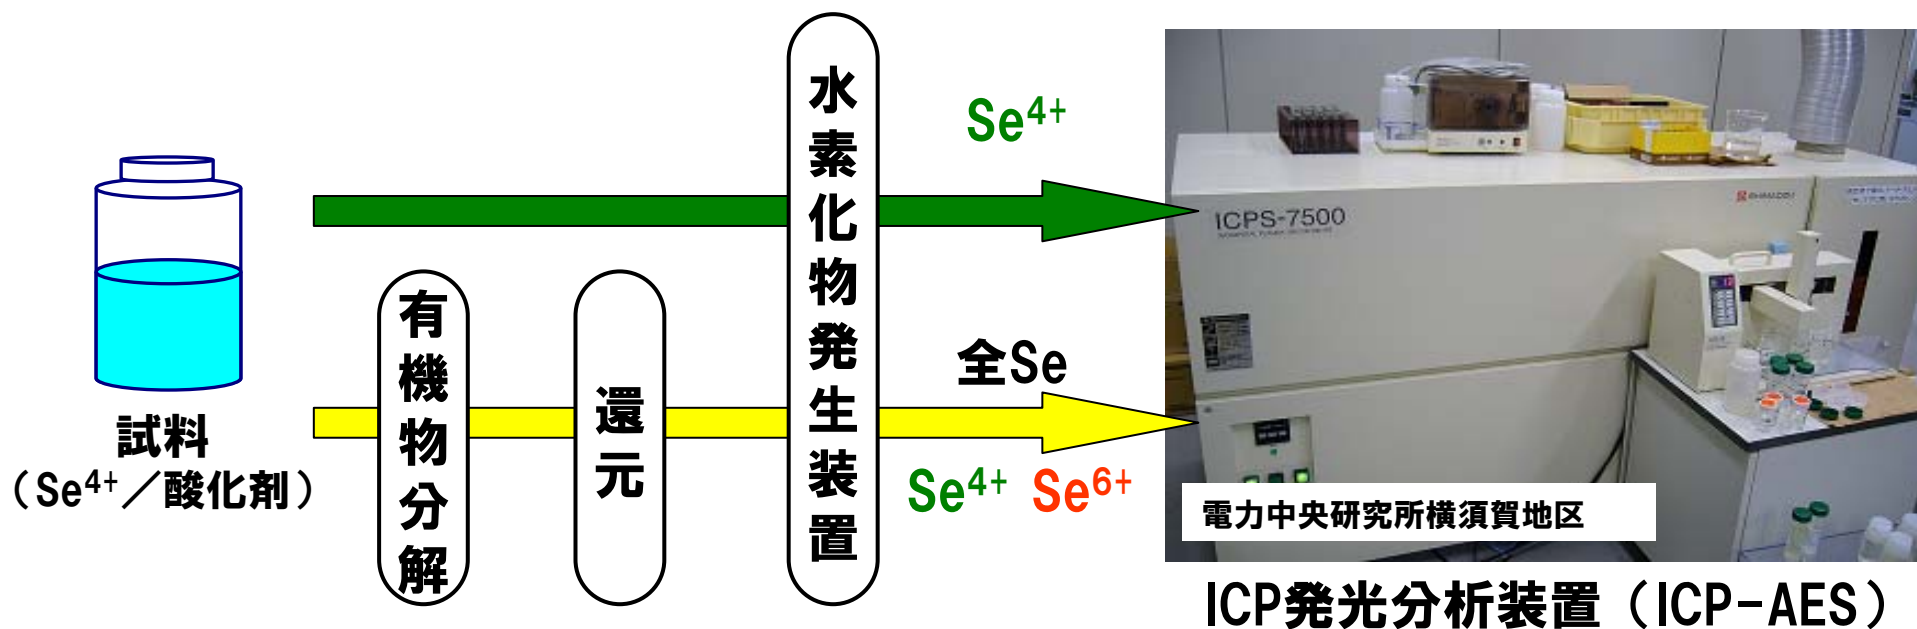 試料
（Se4+／酸化剤）
有機物分解
還元
水素化物発生装置
Se4+
全Se
Se4+ Se6+
ICPS-7500
SHIMADZU
電力中央研究所横須賀地区
ICP発光分析装置（ICP-AES）